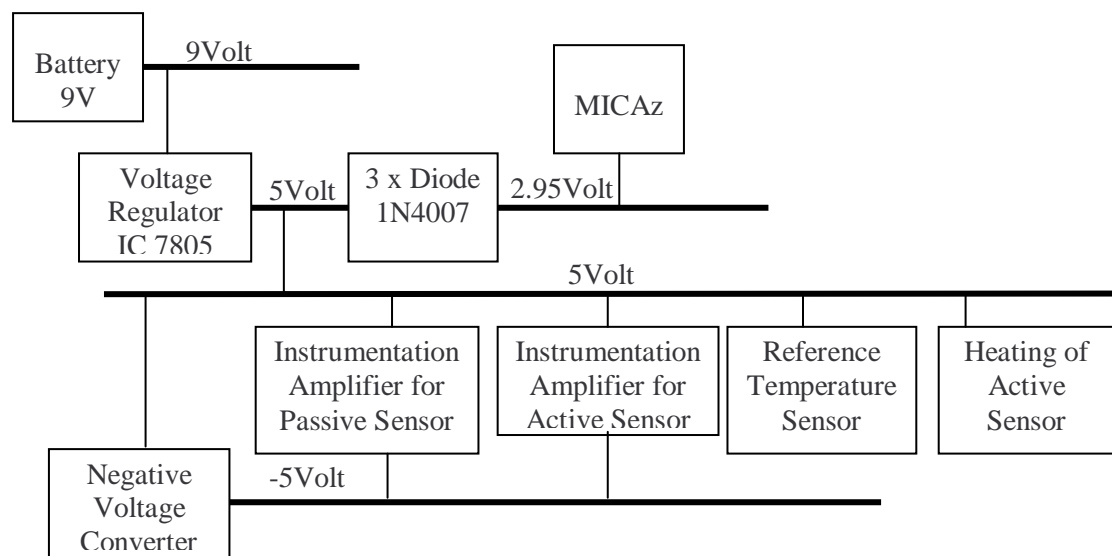 Battery
9V
9Volt
MICAz
Voltage
Regulator
IC 7805
5Volt
3 x Diode
1N4007
2.95Volt
5Volt
Instrumentation
Amplifier for
Passive Sensor
Instrumentation
Amplifier for
Active Sensor
Reference
Temperature
Sensor
Heating of
Active
Sensor
Negative
Voltage
Converter
-5Volt